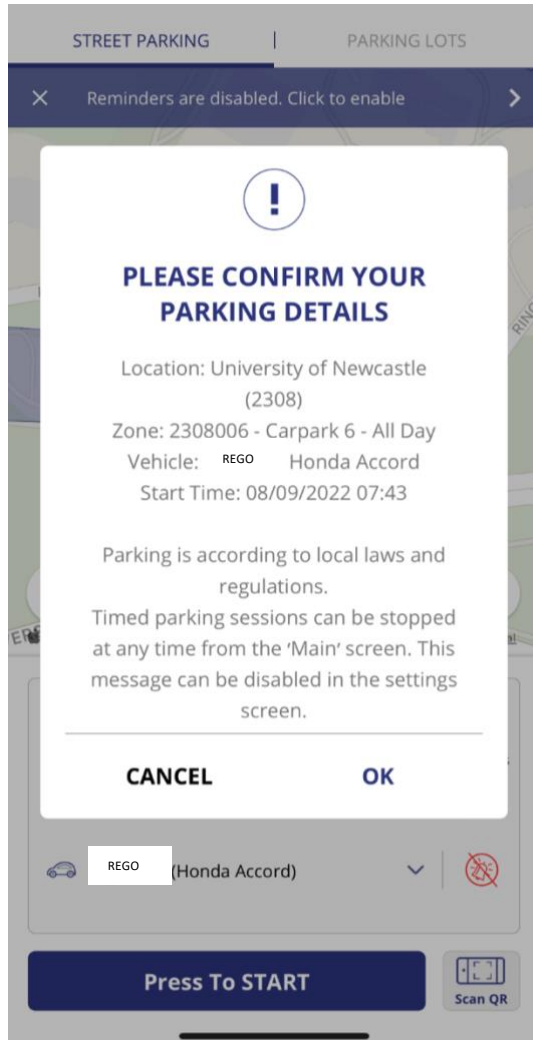 STREET PARKING | PARKING LOTS
Reminders are disabled. Click to enable
!
PLEASE CONFIRM YOUR
PARKING DETAILS
Location: University of Newcastle
(2308)
Zone: 2308006 - Carpark 6 - All Day
Vehicle: REGO Honda Accord
Start Time: 08/09/2022 07:43
Parking is according to local laws and
regulations.
Timed parking sessions can be stopped
at any time from the ‘Main’ screen. This
message can be disabled in the settings
screen.
CANCEL OK
REGO (Honda Accord)
Press To START
Scan QR